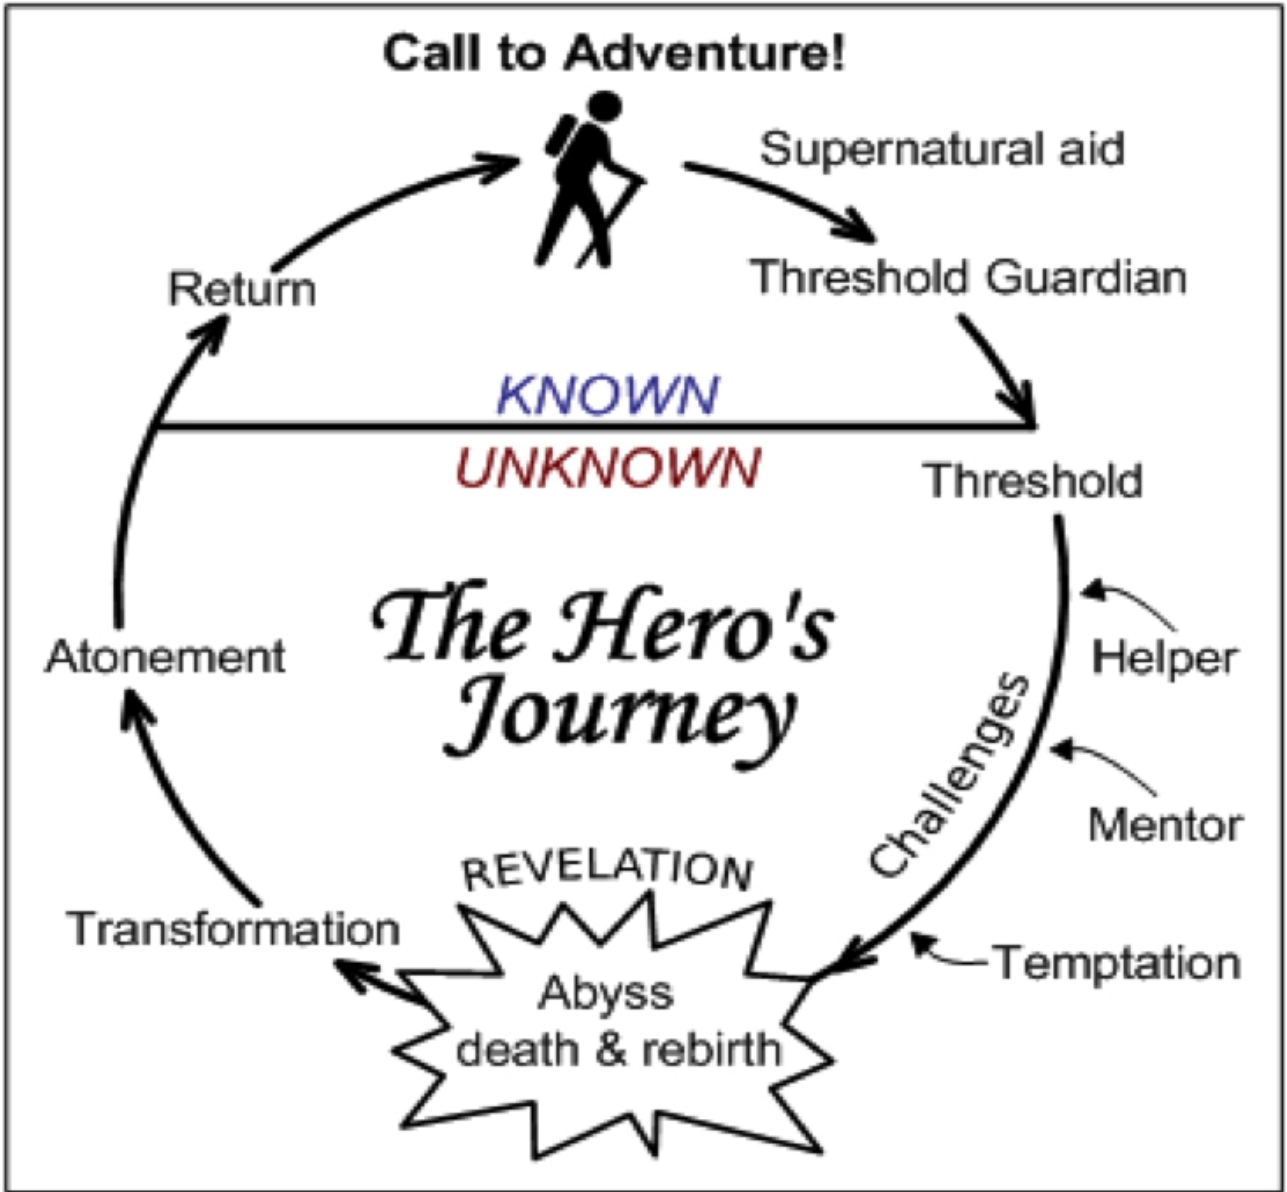 Call to Adventure!
Supernatural aid
Threshold Guardian
Return
KNOWN
UNKNOWN
Threshold
The Hero's
Journey
Helper
Atonement
Challenges
Mentor
REVELATION
Transformation
Temptation
Abyss
death & rebirth